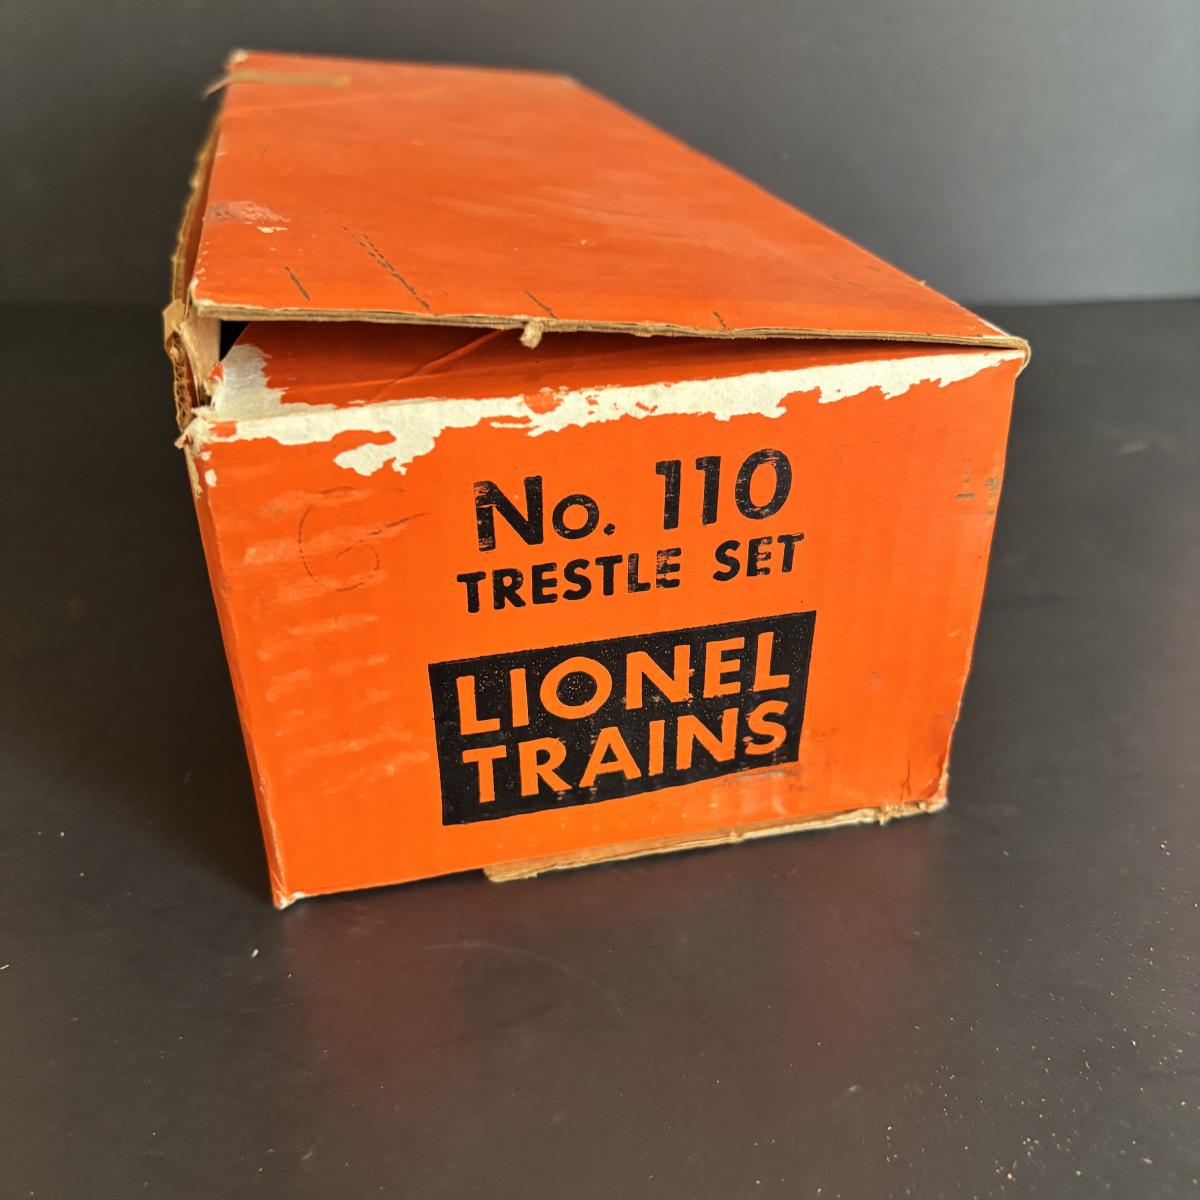 No. 110
TRESTLE SET
LIONEL
TRAINS